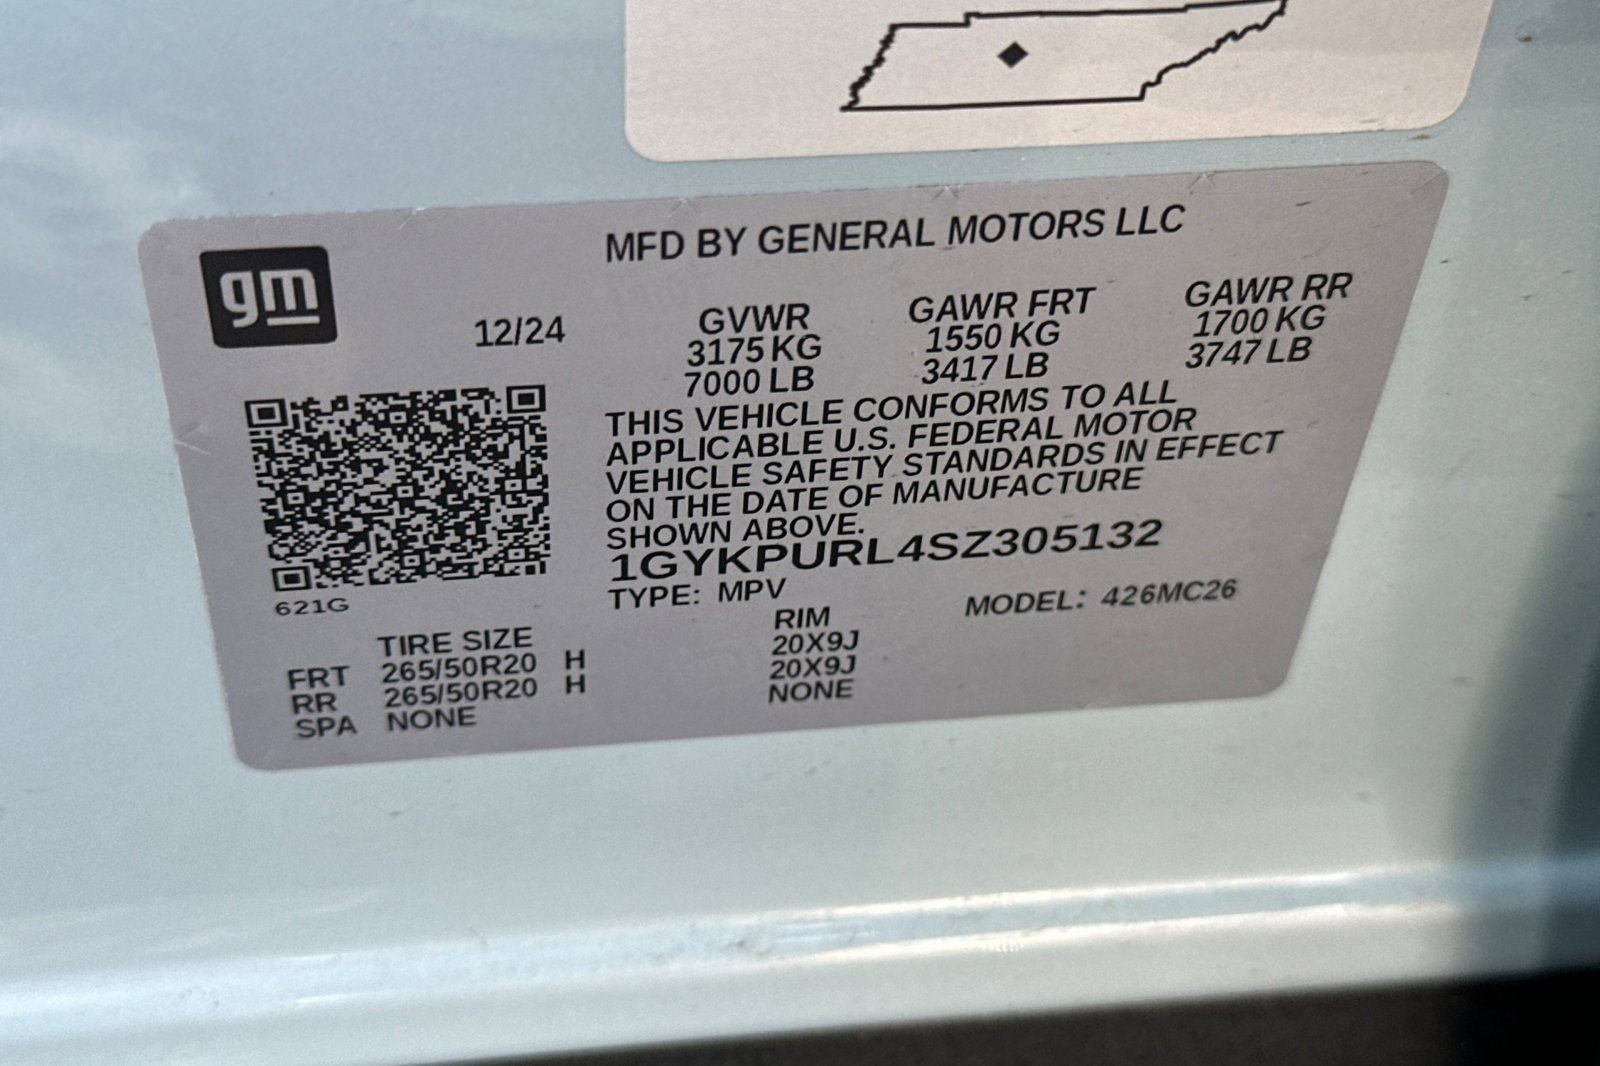 gm
MFD BY GENERAL MOTORS LLC
12/24
GVWR GAWR FRT GAWR RR
3175 KG 1550 KG 1700 KG
7000 LB 3417 LB 3747 LB
THIS VEHICLE CONFORMS TO ALL
APPLICABLE U.S. FEDERAL MOTOR
VEHICLE SAFETY STANDARDS IN EFFECT
ON THE DATE OF MANUFACTURE
SHOWN ABOVE.
1GYKPURL4SZ305132
621G
TYPE: MPV MODEL: 426MC26
TIRE SIZE RIM
FRT 265/50R20 H 20X9J
RR 265/50R20 H 20X9J
SPA NONE NONE